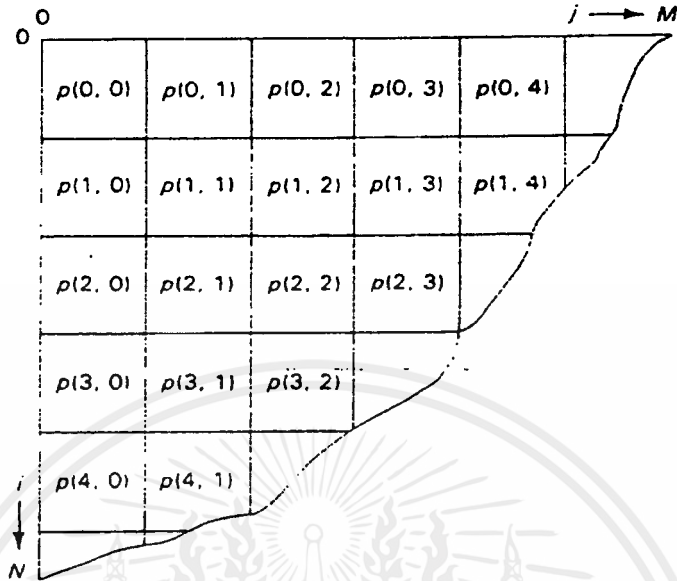 0 j → M
0
p(0, 0) p(0, 1) p(0, 2) p(0, 3) p(0, 4)
p(1, 0) p(1, 1) p(1, 2) p(1, 3) p(1, 4)
p(2, 0) p(2, 1) p(2, 2) p(2, 3)
p(3, 0) p(3, 1) p(3, 2)
p(4, 0) p(4, 1)
i
↓
N